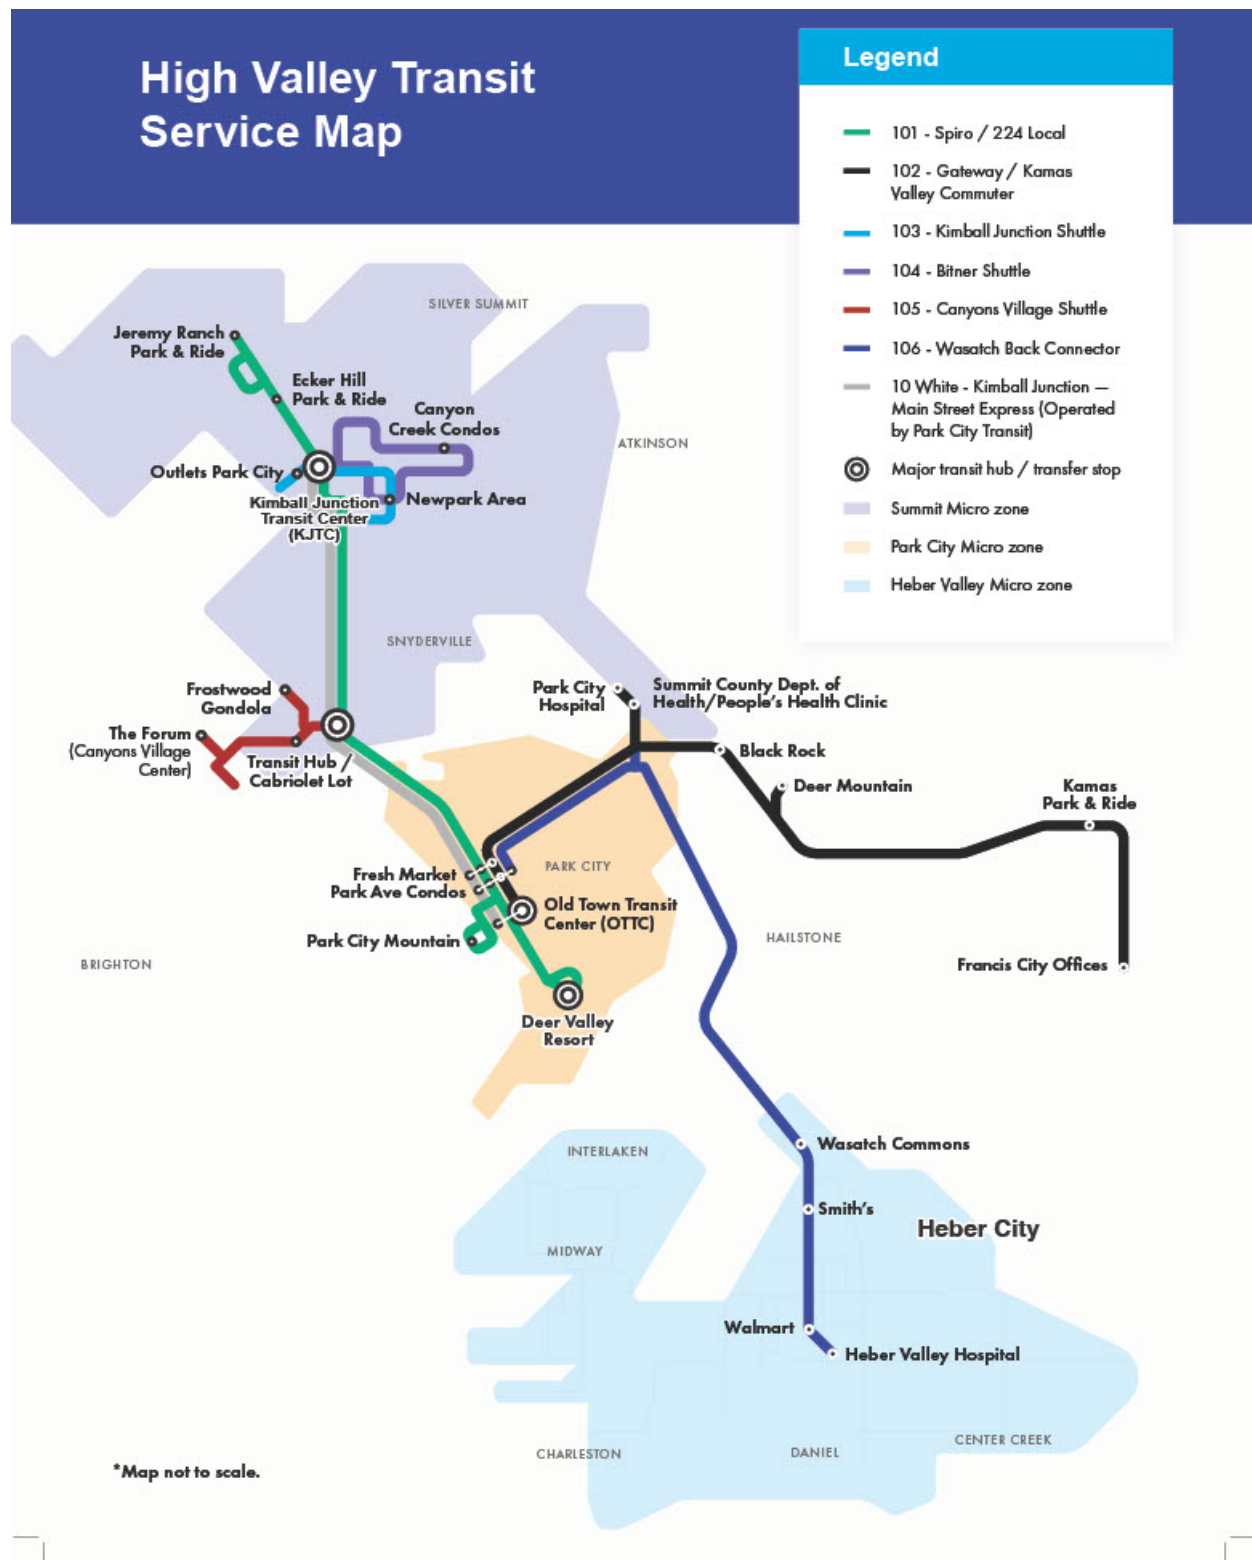 High Valley Transit
Service Map
Legend
101 - Spiro / 224 Local
102 - Gateway / Kamas
Valley Commuter
103 - Kimball Junction Shuttle
104 - Bitner Shuttle
105 - Canyons Village Shuttle
106 - Wasatch Back Connector
10 White - Kimball Junction —
Main Street Express (Operated
by Park City Transit)
Major transit hub / transfer stop
Summit Micro zone
Park City Micro zone
Heber Valley Micro zone
SILVER SUMMIT
Jeremy Ranch
Park & Ride
Ecker Hill
Park & Ride
Canyon
Creek Condos
ATKINSON
Outlets Park City
Newpark Area
Kimball Junction
Transit Center
(KJTC)
SNYDERVILLE
Frostwood
Gondola
The Forum
(Canyons Village
Center)
Transit Hub /
Cabriolet Lot
Park City
Hospital
Summit County Dept. of
Health/People's Health Clinic
Black Rock
Deer Mountain
Kamas
Park & Ride
Fresh Market
Park Ave Condos
PARK CITY
Old Town Transit
Center (OTTC)
Park City Mountain
HAILSTONE
BRIGHTON
Francis City Offices
Deer Valley
Resort
Wasatch Commons
INTERLAKEN
Smith's
Heber City
MIDWAY
Walmart
Heber Valley Hospital
CHARLESTON
DANIEL
CENTER CREEK
*Map not to scale.